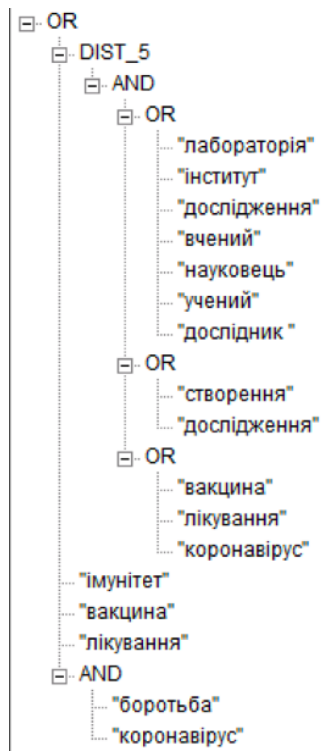 OR
DIST_5
AND
OR
"лабораторія"
"інститут"
"дослідження"
"вчений"
"науковець"
"учений"
"дослідник "
OR
"створення"
"дослідження"
OR
"вакцина"
"лікування"
"коронавірус"
"імунітет"
"вакцина"
"лікування"
AND
"боротьба"
"коронавірус"